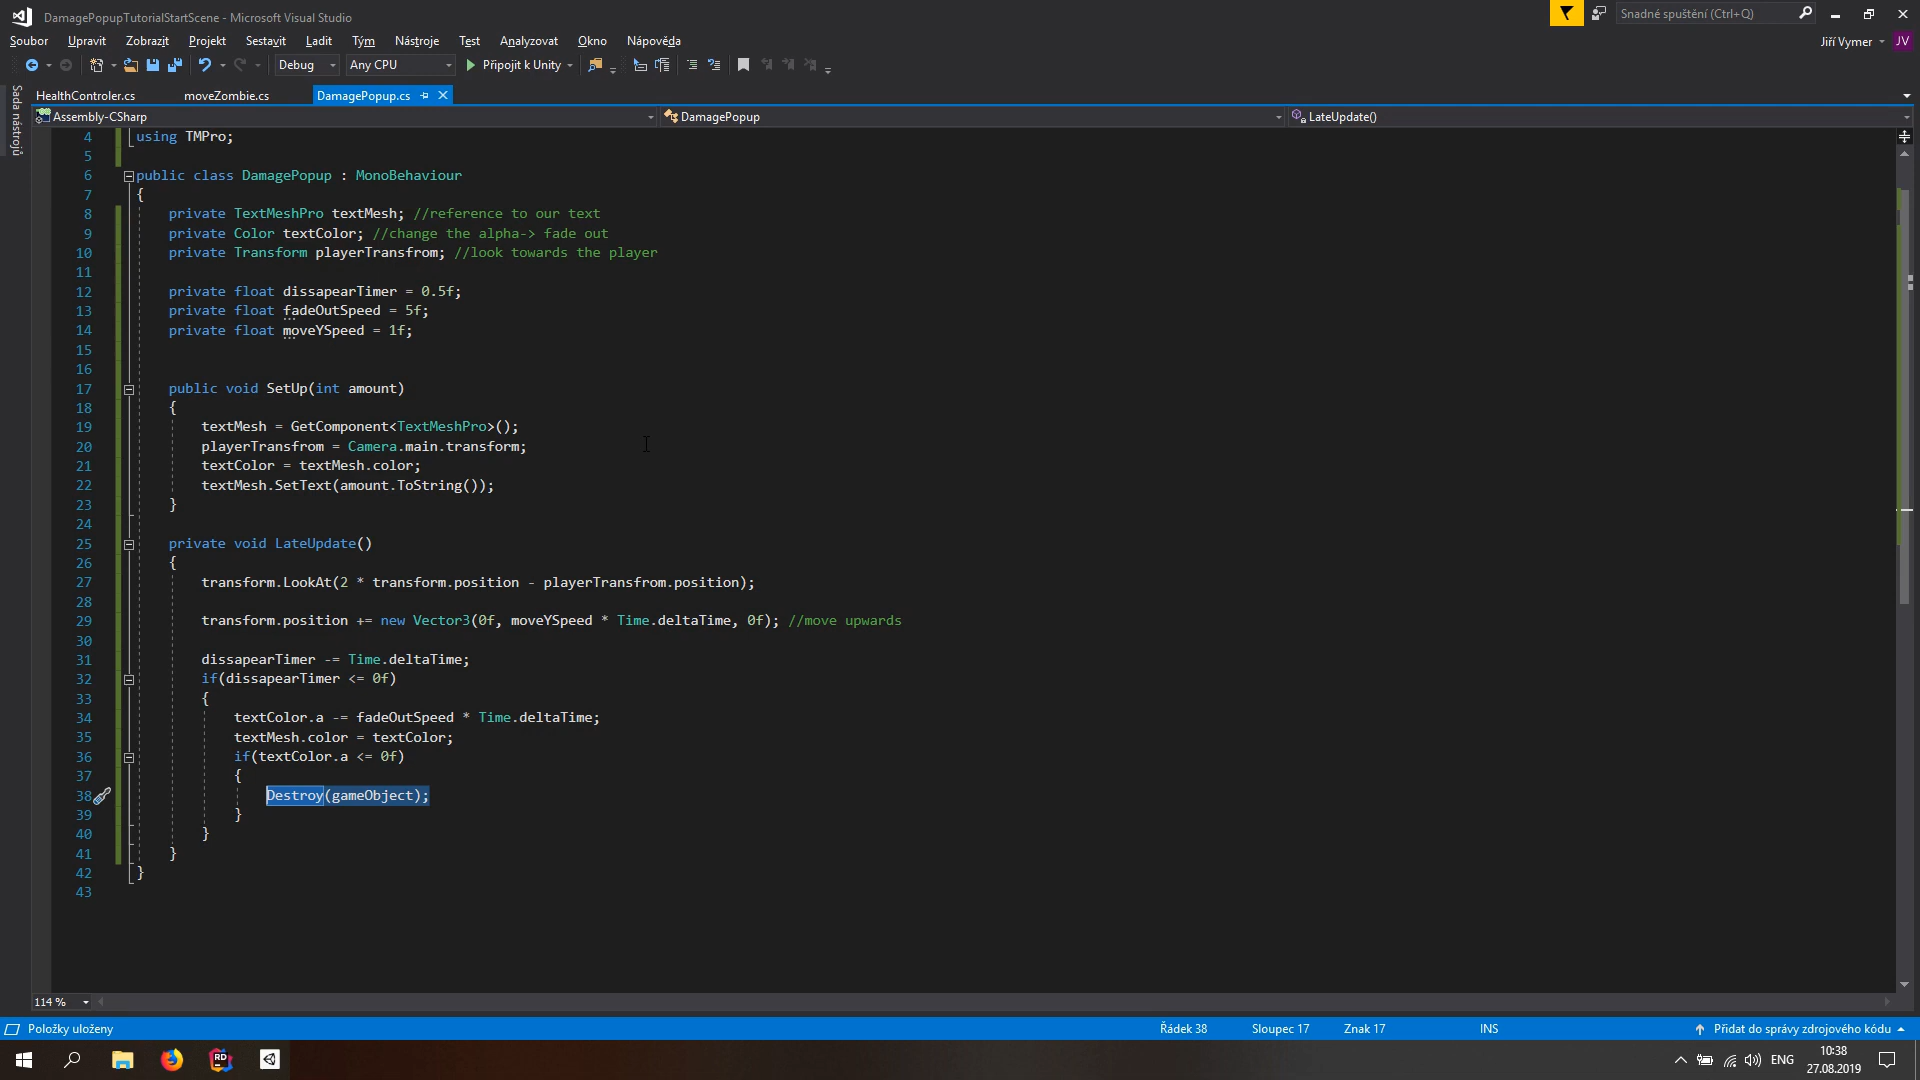 DamagePopupTutorialStartScene - Microsoft Visual Studio
Snadné spuštění (Ctrl+Q)
Soubor Upravit Zobrazit Projekt Sestavit Ladit Tým Nástroje Test Analyzovat Okno Nápověda
Jiří Vymer JV
Debug Any CPU Připojit k Unity
Sada nástrojů
HealthControler.cs moveZombie.cs DamagePopup.cs
Assembly-CSharp DamagePopup LateUpdate()
4 using TMPro;
5
6 public class DamagePopup : MonoBehaviour
7 {
8 private TextMeshPro textMesh; //reference to our text
9 private Color textColor; //change the alpha-> fade out
10 private Transform playerTransfrom; //look towards the player
11
12 private float dissapearTimer = 0.5f;
13 private float fadeOutSpeed = 5f;
14 private float moveYSpeed = 1f;
15
16
17 public void SetUp(int amount)
18 {
19 textMesh = GetComponent<TextMeshPro>();
20 playerTransfrom = Camera.main.transform;
21 textColor = textMesh.color;
22 textMesh.SetText(amount.ToString());
23 }
24
25 private void LateUpdate()
26 {
27 transform.LookAt(2 * transform.position - playerTransfrom.position);
28
29 transform.position += new Vector3(0f, moveYSpeed * Time.deltaTime, 0f); //move upwards
30
31 dissapearTimer -= Time.deltaTime;
32 if(dissapearTimer <= 0f)
33 {
34 textColor.a -= fadeOutSpeed * Time.deltaTime;
35 textMesh.color = textColor;
36 if(textColor.a <= 0f)
37 {
38 Destroy(gameObject);
39 }
40 }
41 }
42 }
43
114 %
Položky uloženy Řádek 38 Sloupec 17 Znak 17 INS Přidat do správy zdrojového kódu
RD
ENG
10:38
27.08.2019